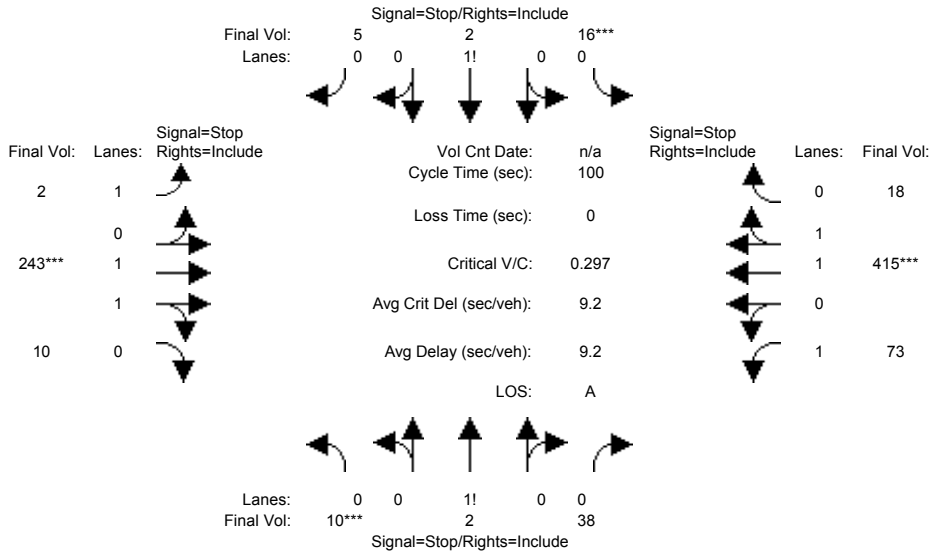 Signal=Stop/Rights=Include
Final Vol: 5 2 16***
Lanes: 0 0 1! 0 0
Signal=Stop
Final Vol: Lanes: Rights=Include
Vol Cnt Date: n/a
Signal=Stop
Rights=Include Lanes: Final Vol:
Cycle Time (sec): 100
2 1
0 18
Loss Time (sec): 0
0
1
243*** 1
Critical V/C: 0.297
1 415***
1
Avg Crit Del (sec/veh): 9.2
0
10 0
Avg Delay (sec/veh): 9.2
1 73
LOS: A
Lanes: 0 0 1! 0 0
Final Vol: 10*** 2 38
Signal=Stop/Rights=Include